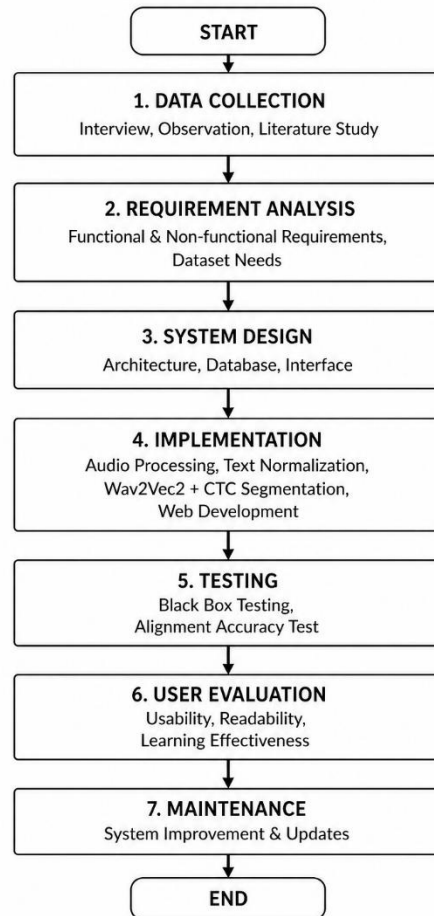 START
1. DATA COLLECTION
Interview, Observation, Literature Study
2. REQUIREMENT ANALYSIS
Functional & Non-functional Requirements,
Dataset Needs
3. SYSTEM DESIGN
Architecture, Database, Interface
4. IMPLEMENTATION
Audio Processing, Text Normalization,
Wav2Vec2 + CTC Segmentation,
Web Development
5. TESTING
Black Box Testing,
Alignment Accuracy Test
6. USER EVALUATION
Usability, Readability,
Learning Effectiveness
7. MAINTENANCE
System Improvement & Updates
END